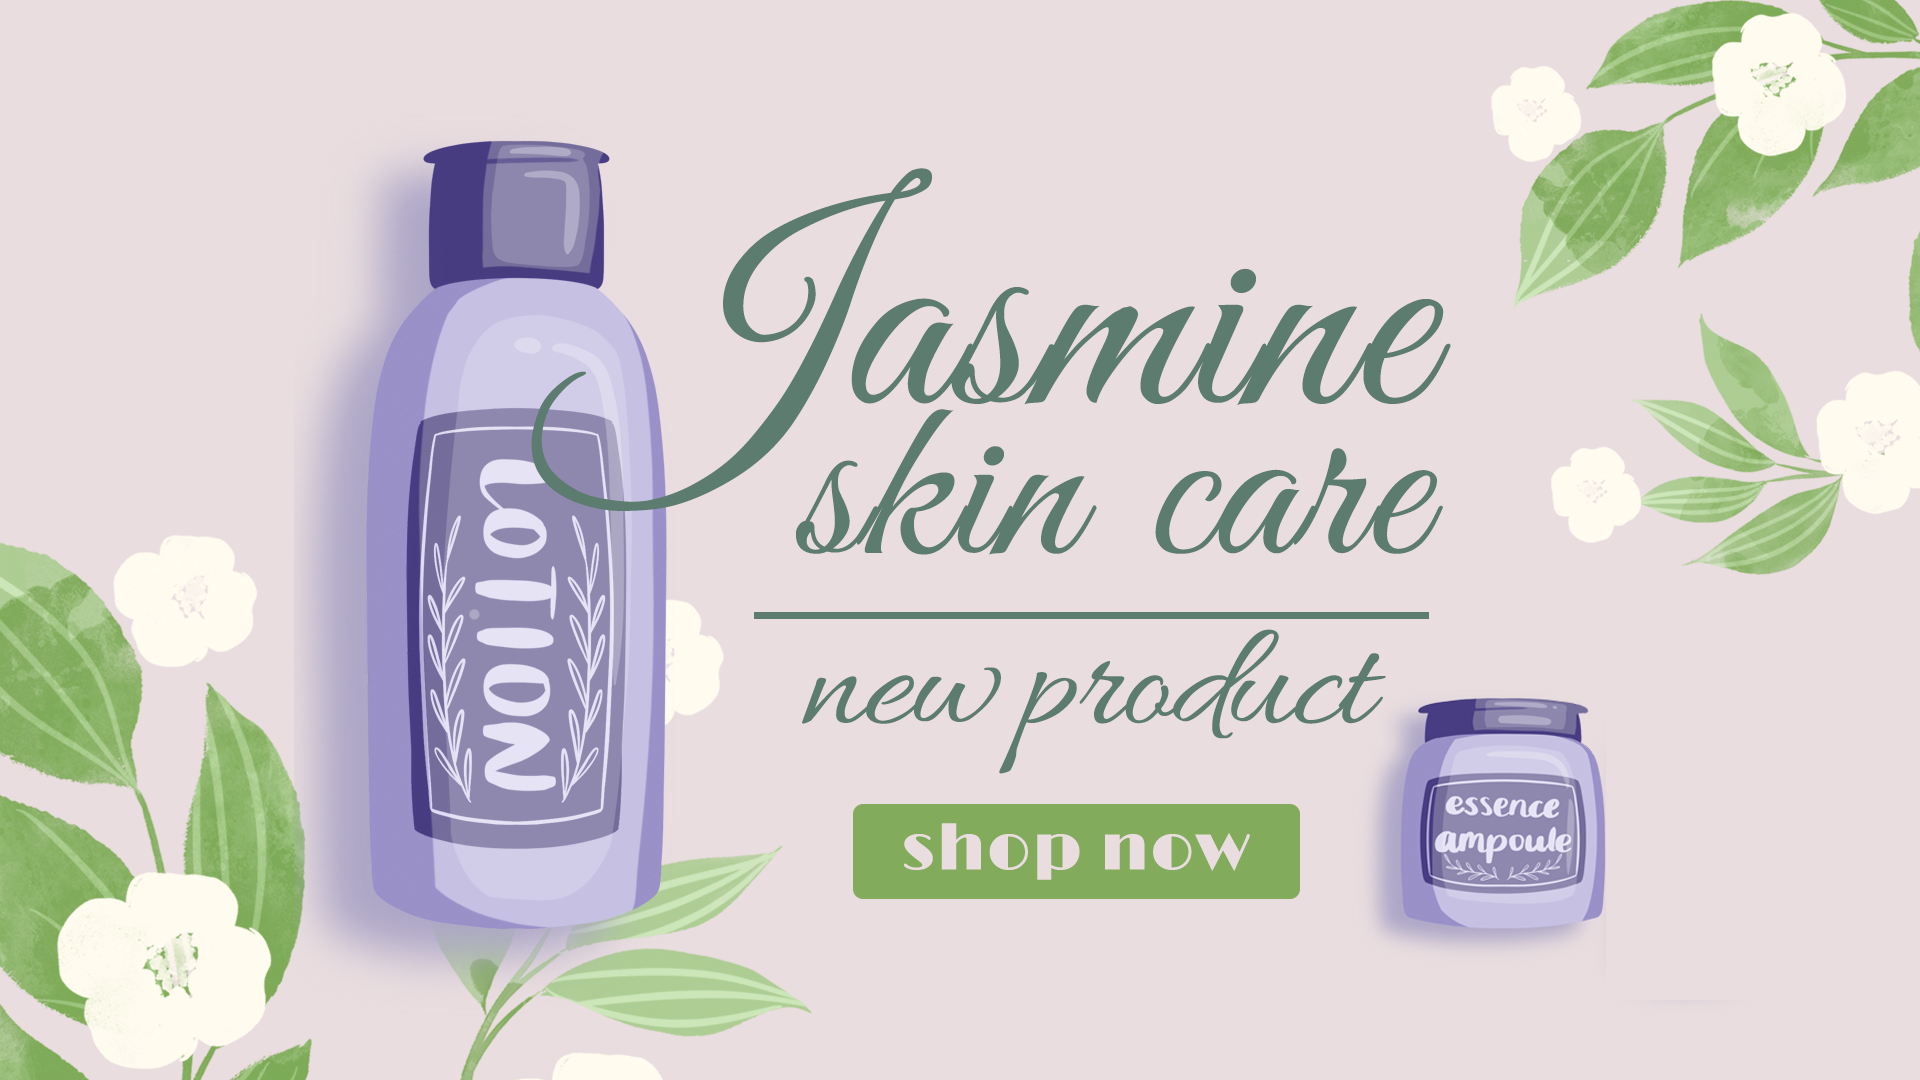 Jasmine
skin care
new product
shop now
LOTION
essence
ampoule